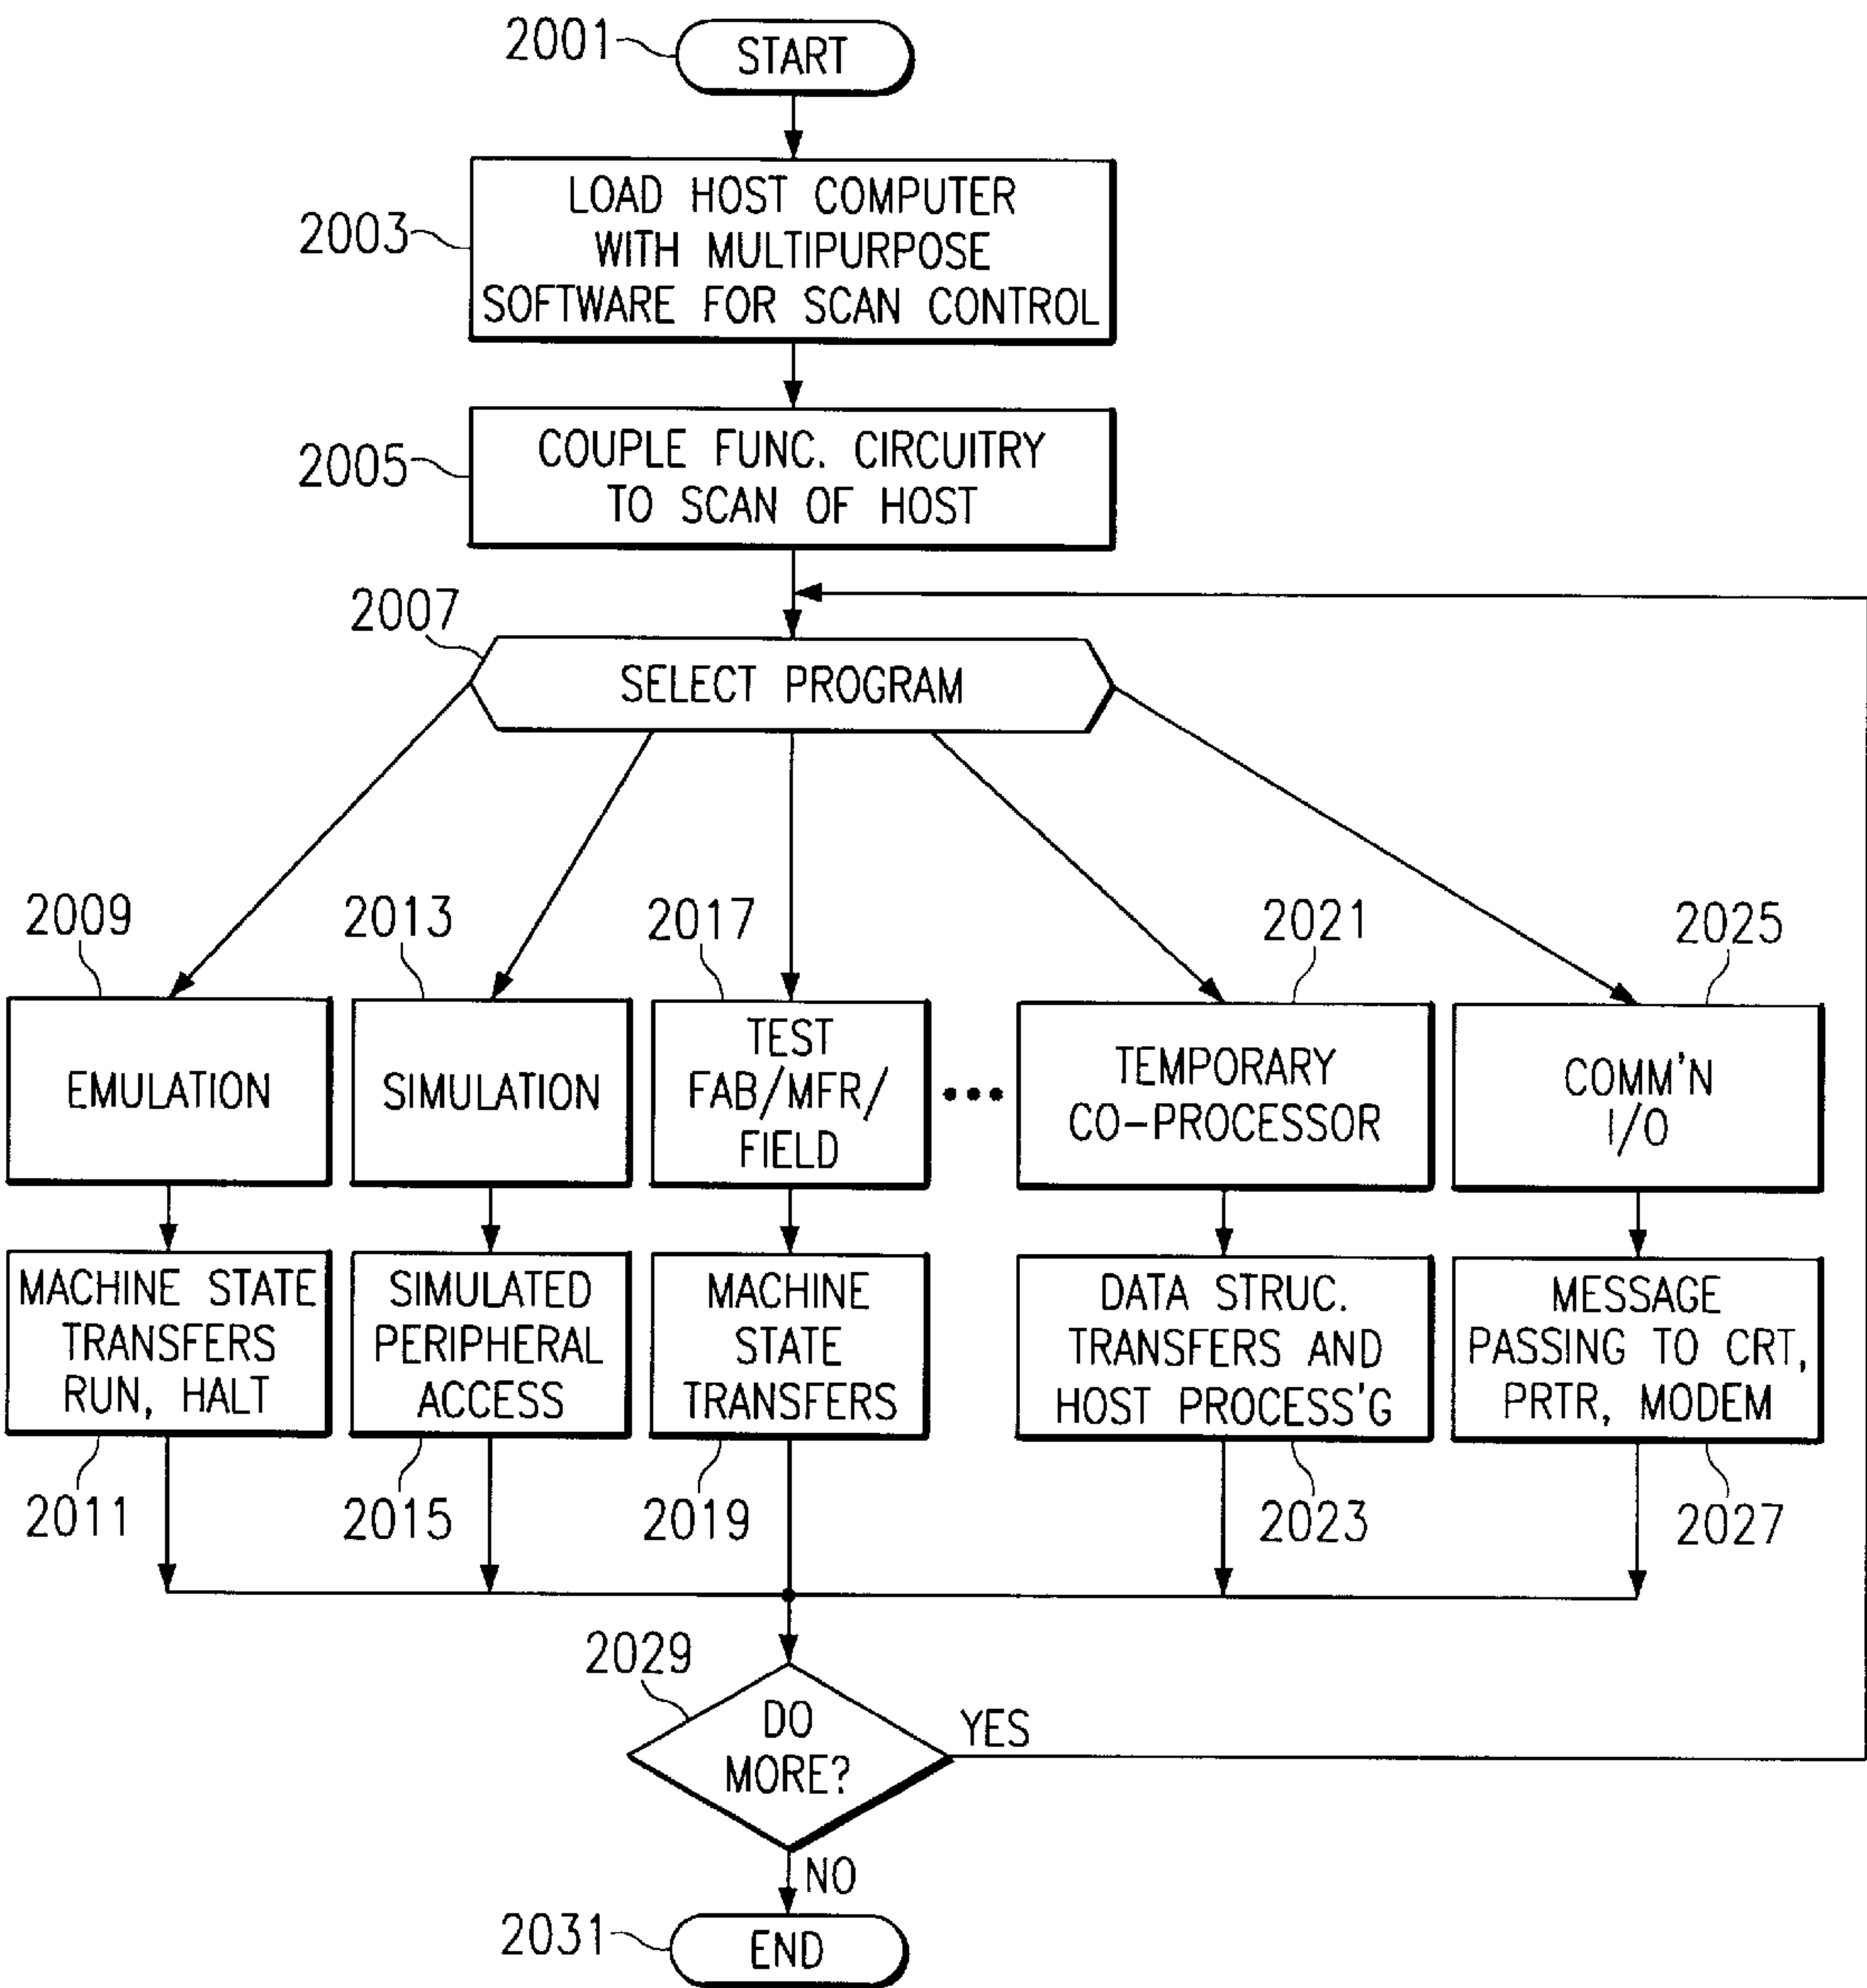 2001
START
2003
LOAD HOST COMPUTER
WITH MULTIPURPOSE
SOFTWARE FOR SCAN CONTROL
2005
COUPLE FUNC. CIRCUITRY
TO SCAN OF HOST
2007
SELECT PROGRAM
2009
EMULATION
2013
SIMULATION
2017
TEST
FAB/MFR/
FIELD
•••
2021
TEMPORARY
CO-PROCESSOR
2025
COMM'N
I/O
MACHINE STATE
TRANSFERS
RUN, HALT
2011
SIMULATED
PERIPHERAL
ACCESS
2015
MACHINE
STATE
TRANSFERS
2019
DATA STRUC.
TRANSFERS AND
HOST PROCESS'G
2023
MESSAGE
PASSING TO CRT,
PRTR, MODEM
2027
2029
DO
MORE?
YES
NO
2031
END